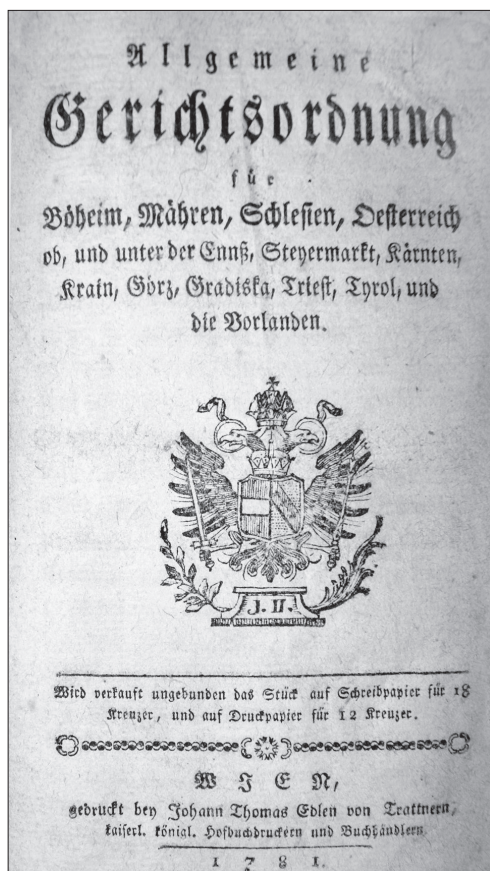 Allgemeine
Gerichtsordnung
für
Böheim, Mähren, Schlesien, Oesterreich
ob, und unter der Ennß, Steyermarkt, Kärnten,
Krain, Görz, Gradiska, Triest, Tyrol, und
die Vorlanden.
J. II.
Wird verkauft ungebunden das Stück auf Schreibpapier für 18
Kreuzer, und auf Druckpapier für 12 Kreuzer.
WIEN,
gedruckt bey Johann Thomas Edlen von Trattnern,
kaiserl. königl. Hofbuchdruckern und Buchhändlern
1781.